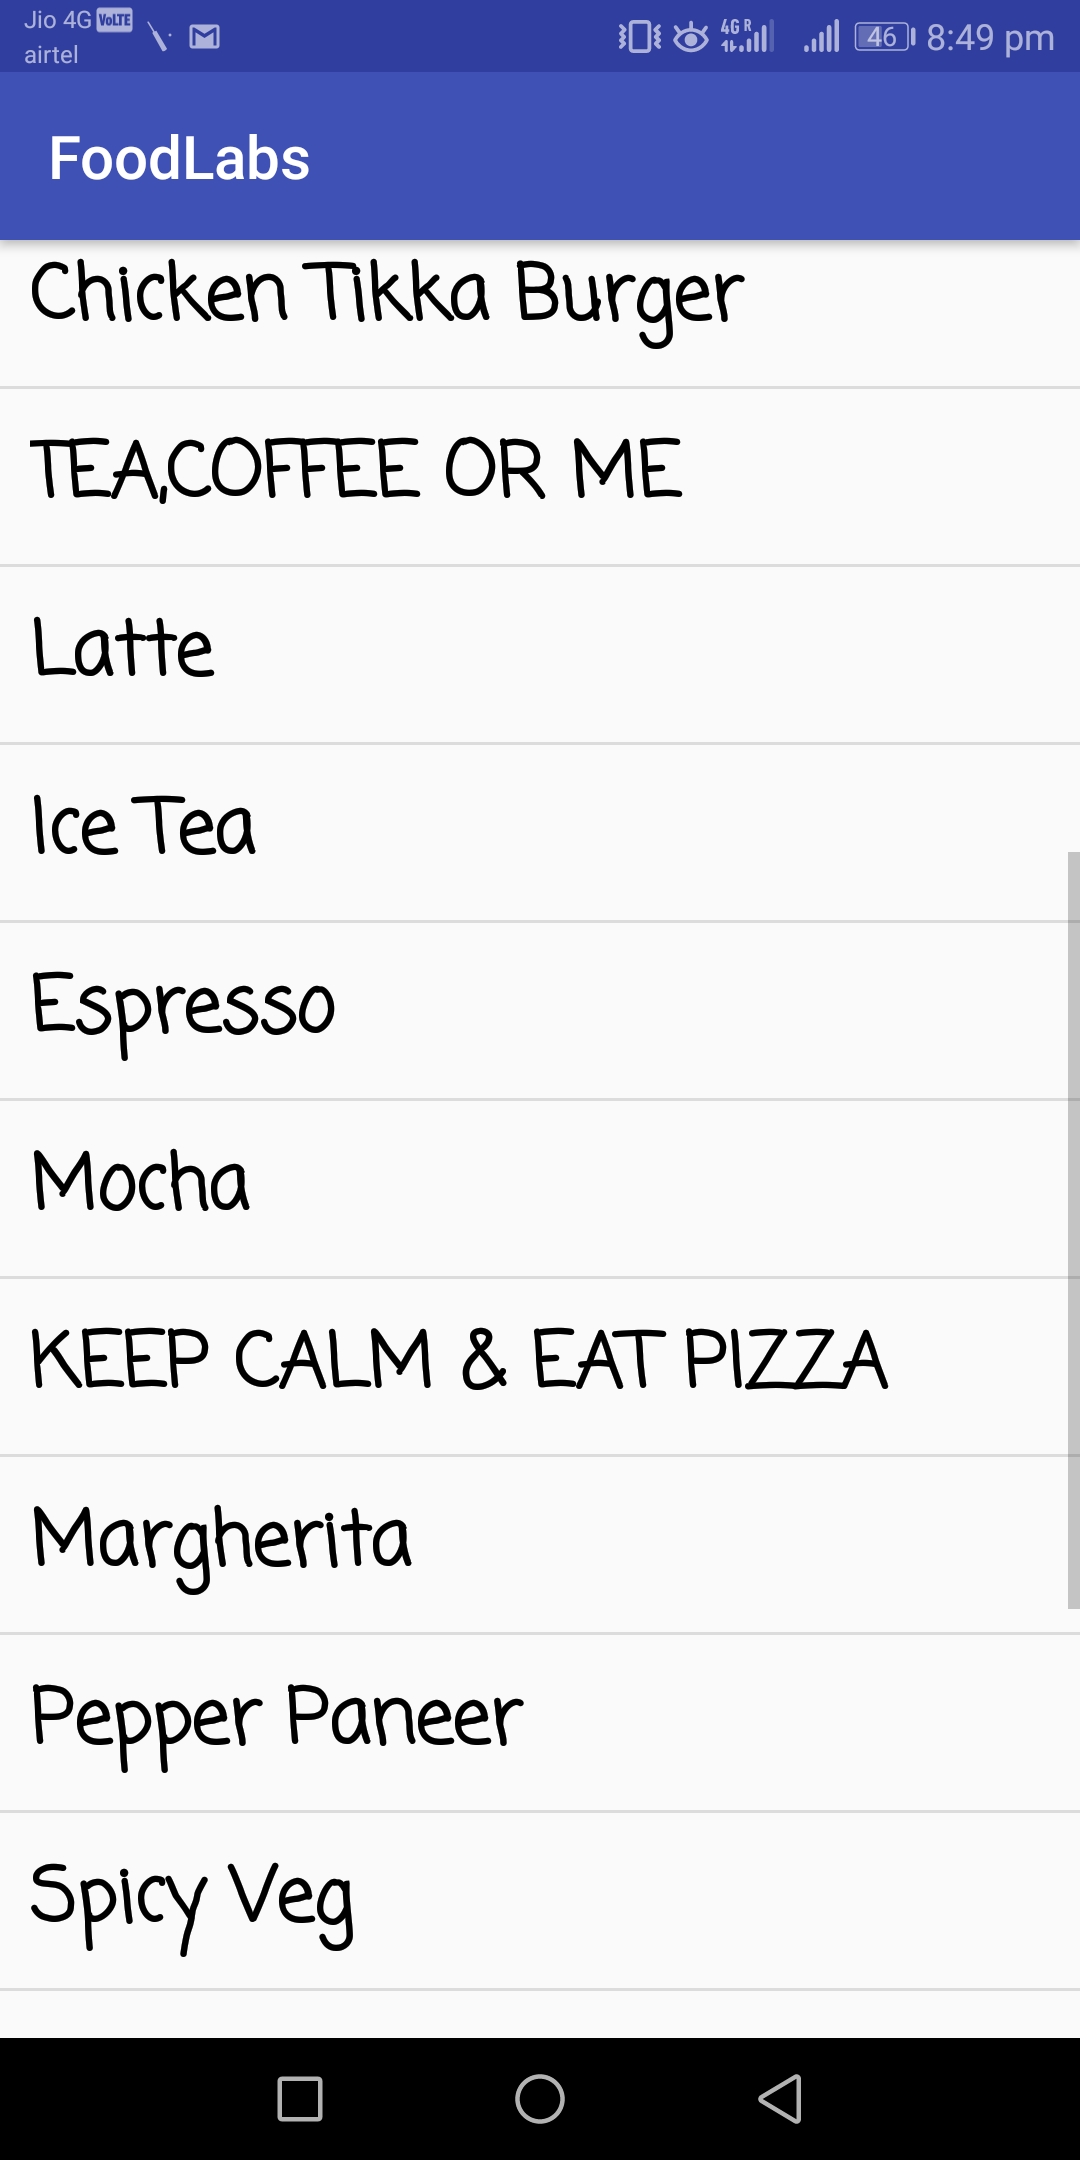 Jio 4G VoLTE
airtel
4G R
46
8:49 pm
FoodLabs
Chicken Tikka Burger
TEA,COFFEE OR ME
Latte
Ice Tea
Espresso
Mocha
KEEP CALM & EAT PIZZA
Margherita
Pepper Paneer
Spicy Veg